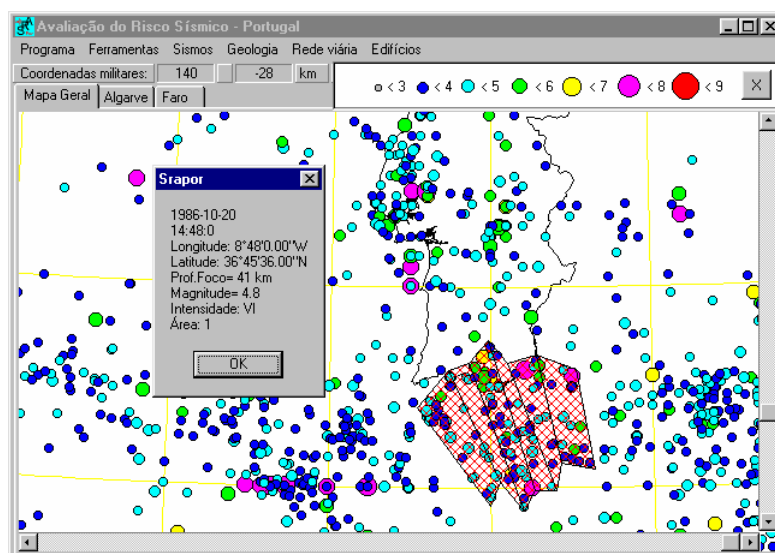 Avaliação do Risco Sísmico - Portugal
Programa Ferramentas Sismos Geologia Rede viária Edifícios
Coordenadas militares: 140 -28 km
< 3 < 4 < 5 < 6 < 7 < 8 < 9 X
Mapa Geral Algarve Faro
Srapor
1986-10-20
14:48:0
Longitude: 8°48'0.00"W
Latitude: 36°45'36.00"N
Prof.Foco= 41 km
Magnitude= 4.8
Intensidade: VI
Área: 1
OK